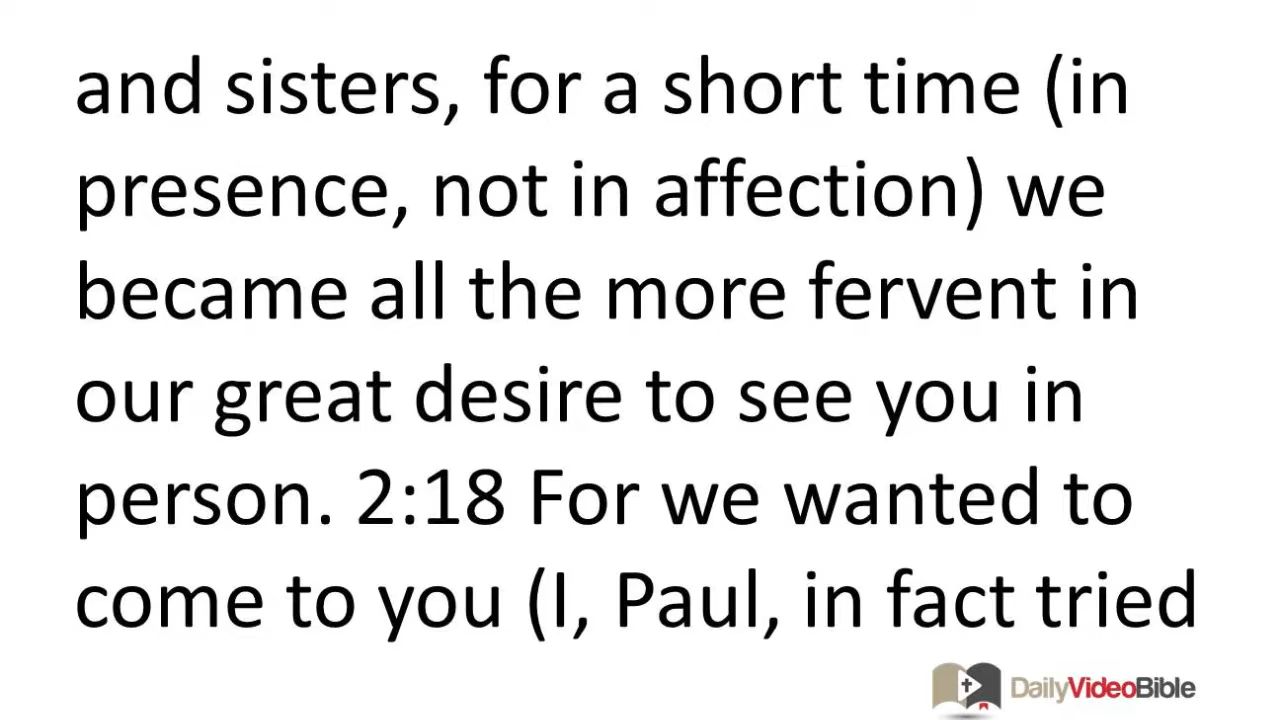 and sisters, for a short time (in
presence, not in affection) we
became all the more fervent in
our great desire to see you in
person. 2:18 For we wanted to
come to you (I, Paul, in fact tried
DailyVideoBible